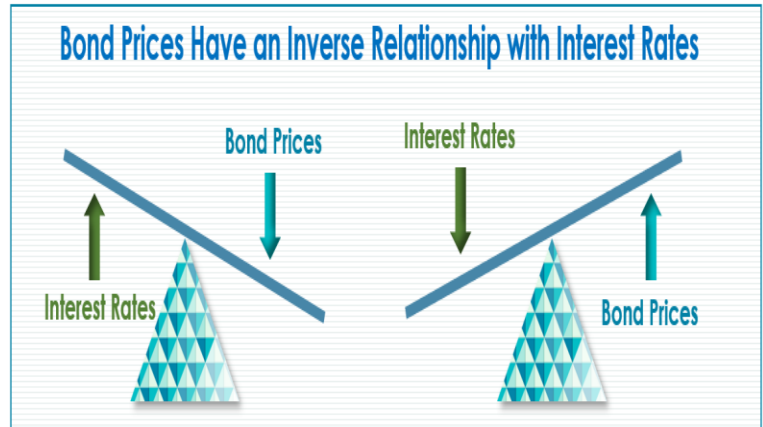 Bond Prices Have an Inverse Relationship with Interest Rates
Bond Prices
Interest Rates
Interest Rates
Bond Prices